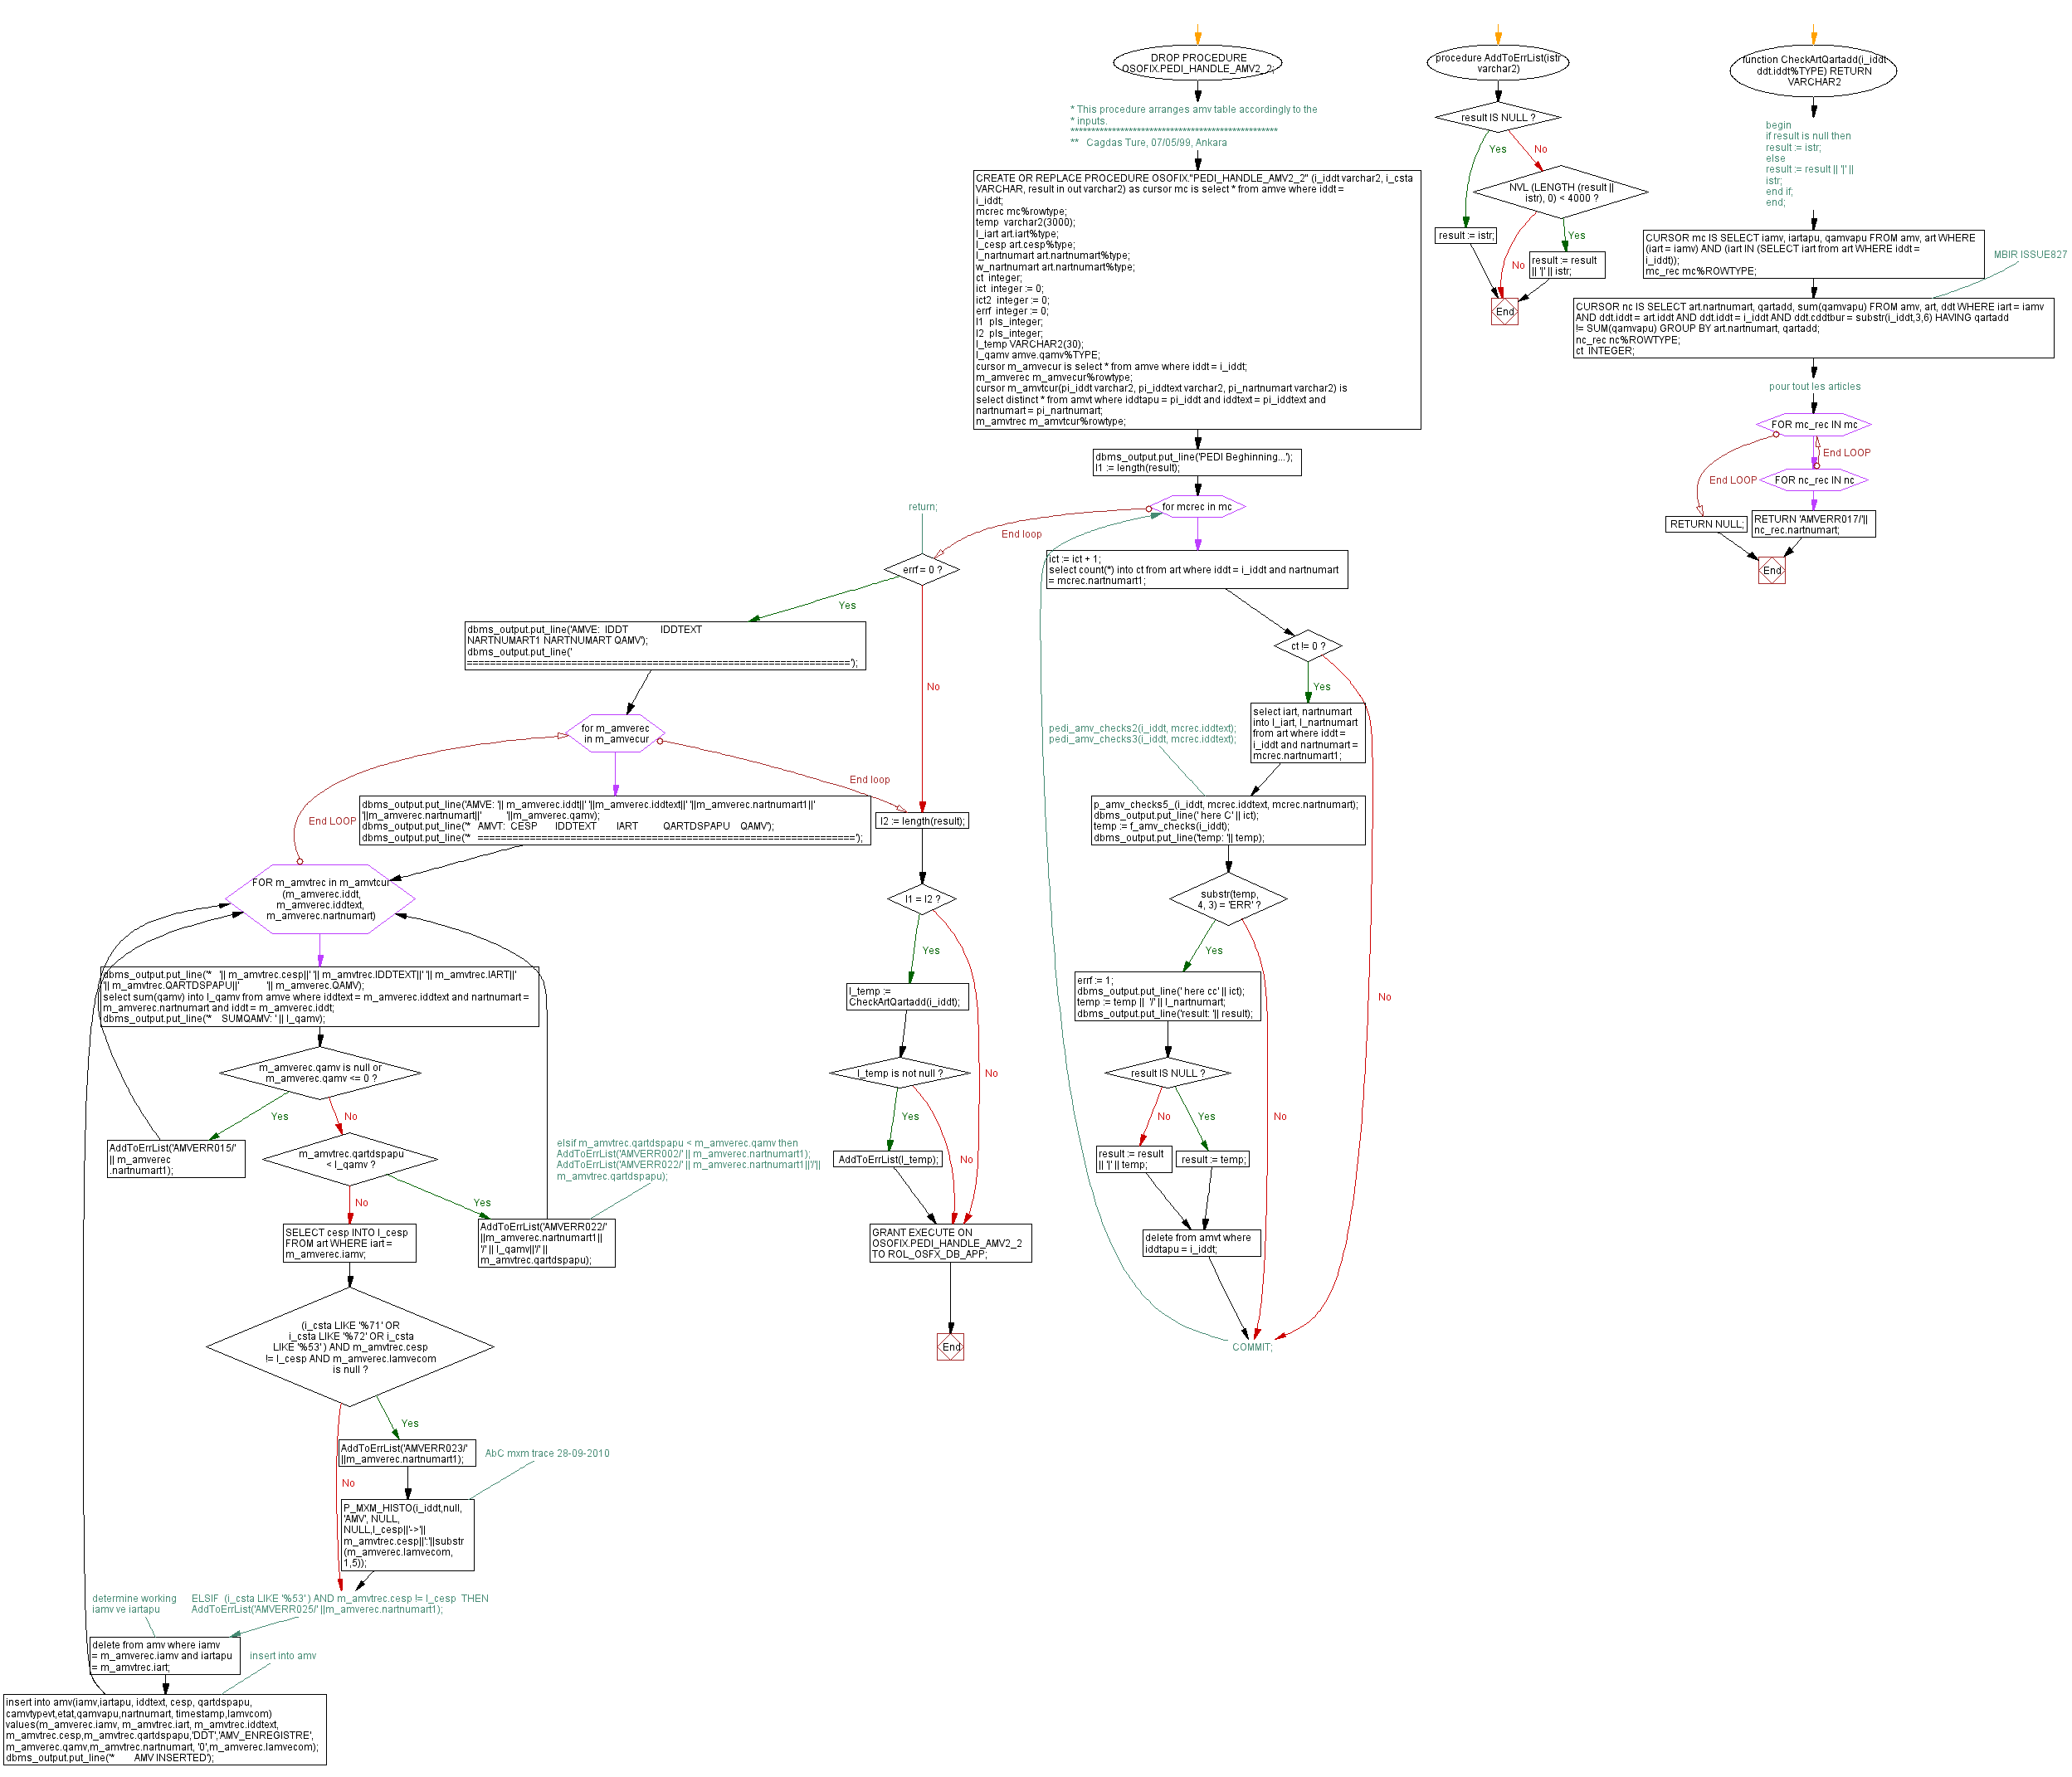 DROP PROCEDURE
OSOFIX.PEDI_HANDLE_AMV2_2;
* This procedure arranges amv table accordingly to the
* inputs.
**************************************************
**   Cagdas Ture, 07/05/99, Ankara
CREATE OR REPLACE PROCEDURE OSOFIX."PEDI_HANDLE_AMV2_2" (i_iddt varchar2, i_csta
VARCHAR, result in out varchar2) as cursor mc is select * from amve where iddt =
i_iddt;
mcrec mc%rowtype;
temp  varchar2(3000);
l_iart art.iart%type;
l_cesp art.cesp%type;
l_nartnumart art.nartnumart%type;
w_nartnumart art.nartnumart%type;
ct  integer;
ict  integer := 0;
ict2  integer := 0;
errf  integer := 0;
l1  pls_integer;
l2  pls_integer;
l_temp VARCHAR2(30);
l_qamv amve.qamv%TYPE;
cursor m_amvecur is select * from amve where iddt = i_iddt;
m_amverec m_amvecur%rowtype;
cursor m_amvtcur(pi_iddt varchar2, pi_iddtext varchar2, pi_nartnumart varchar2) is
select distinct * from amvt where iddtapu = pi_iddt and iddtext = pi_iddtext and
nartnumart = pi_nartnumart;
m_amvtrec m_amvtcur%rowtype;
dbms_output.put_line('PEDI Beghinning...');
l1 := length(result);
for mcrec in mc
End loop
return;
errf = 0 ?
Yes
No
dbms_output.put_line('AMVE:  IDDT            IDDTEXT
NARTNUMART1 NARTNUMART QAMV');
dbms_output.put_line('
==================================================================');
for m_amverec
in m_amvecur
End loop
End LOOP
dbms_output.put_line('AMVE: '|| m_amverec.iddt||' '||m_amverec.iddtext||' '||m_amverec.nartnumart1||'
'||m_amverec.nartnumart||'         '||m_amverec.qamv);
dbms_output.put_line('*   AMVT:  CESP       IDDTEXT        IART          QARTDSPAPU    QAMV');
dbms_output.put_line('*   =================================================================');
FOR m_amvtrec in m_amvtcur
(m_amverec.iddt,
m_amverec.iddtext,
m_amverec.nartnumart)
dbms_output.put_line('*   '|| m_amvtrec.cesp||' '|| m_amvtrec.IDDTEXT||' '|| m_amvtrec.IART||'
'|| m_amvtrec.QARTDSPAPU||'          '|| m_amverec.QAMV);
select sum(qamv) into l_qamv from amve where iddtext = m_amverec.iddtext and nartnumart =
m_amverec.nartnumart and iddt = m_amverec.iddt;
dbms_output.put_line('*    SUMQAMV: ' || l_qamv);
m_amverec.qamv is null or
m_amverec.qamv <= 0 ?
Yes
No
AddToErrList('AMVERR015/'
|| m_amverec
.nartnumart1);
m_amvtrec.qartdspapu
< l_qamv ?
No
Yes
elsif m_amvtrec.qartdspapu < m_amverec.qamv then
AddToErrList('AMVERR002/' || m_amverec.nartnumart1);
AddToErrList('AMVERR022/' || m_amverec.nartnumart1||'/'||
m_amvtrec.qartdspapu);
AddToErrList('AMVERR022/'
||m_amverec.nartnumart1||
'/' || l_qamv||'/' ||
m_amvtrec.qartdspapu);
SELECT cesp INTO l_cesp
FROM art WHERE iart =
m_amverec.iamv;
(i_csta LIKE '%71' OR
i_csta LIKE '%72' OR i_csta
LIKE '%53' ) AND m_amvtrec.cesp
!= l_cesp AND m_amverec.lamvecom
is null ?
Yes
No
AddToErrList('AMVERR023/'
||m_amverec.nartnumart1);
AbC mxm trace 28-09-2010
P_MXM_HISTO(i_iddt,null,
'AMV', NULL,
NULL,l_cesp||'->'||
m_amvtrec.cesp||':'||substr
(m_amverec.lamvecom,
1,5));
determine working
iamv ve iartapu
ELSIF  (i_csta LIKE '%53' ) AND m_amvtrec.cesp != l_cesp  THEN
AddToErrList('AMVERR025/' ||m_amverec.nartnumart1);
delete from amv where iamv
= m_amverec.iamv and iartapu
= m_amvtrec.iart;
insert into amv
insert into amv(iamv,iartapu, iddtext, cesp, qartdspapu,
camvtypevt,etat,qamvapu,nartnumart, timestamp,lamvcom)
values(m_amverec.iamv, m_amvtrec.iart, m_amvtrec.iddtext,
m_amvtrec.cesp,m_amvtrec.qartdspapu,'DDT','AMV_ENREGISTRE',
m_amverec.qamv,m_amvtrec.nartnumart, '0',m_amverec.lamvecom);
dbms_output.put_line('*        AMV INSERTED');
l2 := length(result);
l1 = l2 ?
Yes
No
l_temp :=
CheckArtQartadd(i_iddt);
l_temp is not null ?
Yes
No
AddToErrList(l_temp);
GRANT EXECUTE ON
OSOFIX.PEDI_HANDLE_AMV2_2
TO ROL_OSFX_DB_APP;
End
ict := ict + 1;
select count(*) into ct from art where iddt = i_iddt and nartnumart
= mcrec.nartnumart1;
ct != 0 ?
Yes
No
select iart, nartnumart
into l_iart, l_nartnumart
from art where iddt =
i_iddt and nartnumart =
mcrec.nartnumart1;
pedi_amv_checks2(i_iddt, mcrec.iddtext);
pedi_amv_checks3(i_iddt, mcrec.iddtext);
p_amv_checks5_(i_iddt, mcrec.iddtext, mcrec.nartnumart);
dbms_output.put_line(' here C' || ict);
temp := f_amv_checks(i_iddt);
dbms_output.put_line('temp: '|| temp);
substr(temp,
4, 3) = 'ERR' ?
Yes
No
errf := 1;
dbms_output.put_line(' here cc' || ict);
temp := temp ||  '/' || l_nartnumart;
dbms_output.put_line('result: '|| result);
result IS NULL ?
No
Yes
result := result
|| '|' || temp;
result := temp;
delete from amvt where
iddtapu = i_iddt;
COMMIT;
procedure AddToErrList(istr
varchar2)
result IS NULL ?
Yes
No
NVL (LENGTH (result ||
istr), 0) < 4000 ?
result := istr;
Yes
No
result := result
|| '|' || istr;
End
function CheckArtQartadd(i_iddt
ddt.iddt%TYPE) RETURN
VARCHAR2
begin
if result is null then
result := istr;
else
result := result || '|' ||
istr;
end if;
end;
CURSOR mc IS SELECT iamv, iartapu, qamvapu FROM amv, art WHERE
(iart = iamv) AND (iart IN (SELECT iart from art WHERE iddt =
i_iddt));
mc_rec mc%ROWTYPE;
MBIR ISSUE827
CURSOR nc IS SELECT art.nartnumart, qartadd, sum(qamvapu) FROM amv, art, ddt WHERE iart = iamv
AND ddt.iddt = art.iddt AND ddt.iddt = i_iddt AND ddt.cddtbur = substr(i_iddt,3,6) HAVING qartadd
!= SUM(qamvapu) GROUP BY art.nartnumart, qartadd;
nc_rec nc%ROWTYPE;
ct  INTEGER;
pour tout les articles
FOR mc_rec IN mc
End LOOP
End LOOP
FOR nc_rec IN nc
RETURN NULL;
RETURN 'AMVERR017/'||
nc_rec.nartnumart;
End